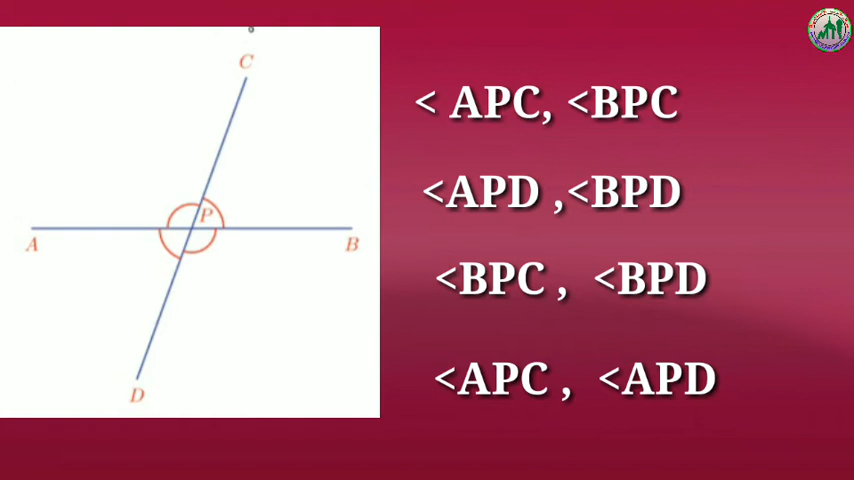 C
P
A
B
D
< APC, <BPC
<APD ,<BPD
<BPC , <BPD
<APC , <APD